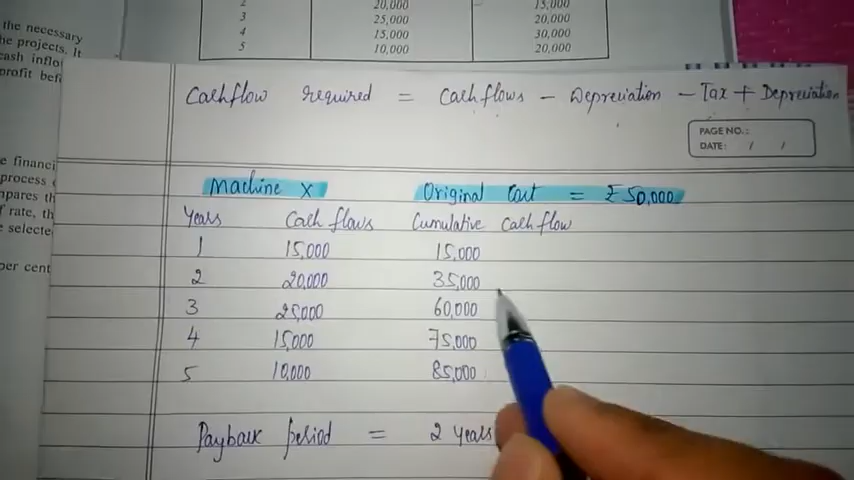 2 20,000 15,000
3 25,000 20,000
4 15,000 30,000
5 10,000 20,000
the necessary
the projects. It
cash inflo
profit bef
e financi
process
mpares th
f rate, th
selecte
per cent
Cashflow required = Cashflows - Depreciation - Tax + Depreciation
PAGE NO.:
DATE: / /
Machine X Original Cost = ₹50,000
Years Cash flows Cumulative Cash flow
1 15,000 15,000
2 20,000 35,000
3 25,000 60,000
4 15,000 75,000
5 10,000 85,000
Payback period = 2 years